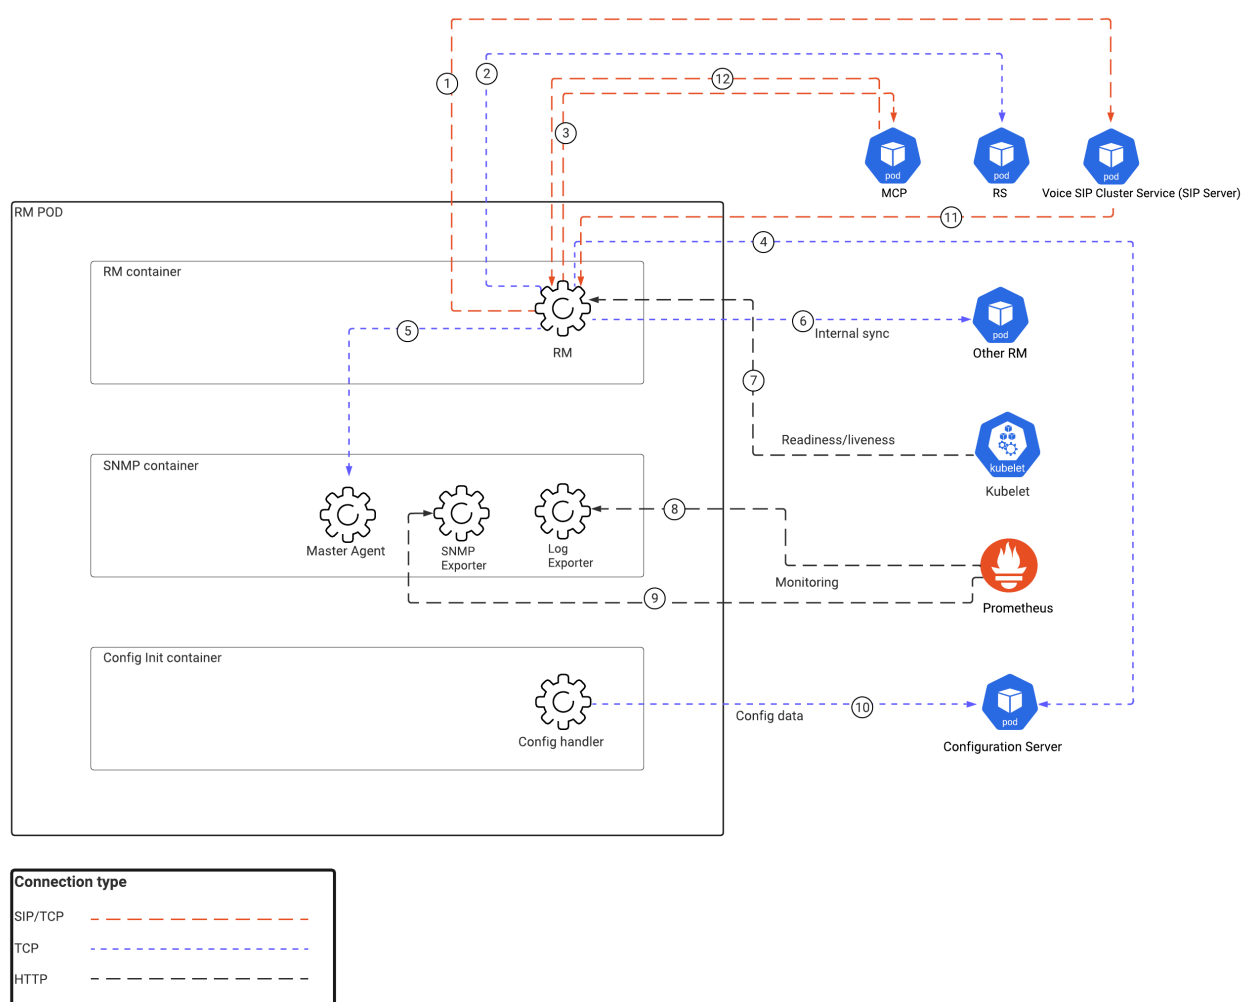 1
2
12
3
pod
pod
pod
MCP
RS
Voice SIP Cluster Service (SIP Server)
RM POD
11
4
RM container
RM
5
6
Internal sync
pod
Other RM
7
Readiness/liveness
kubelet
Kubelet
SNMP container
Master Agent
SNMP
Exporter
Log
Exporter
8
Monitoring
9
Prometheus
Config Init container
Config handler
Config data
10
pod
Configuration Server
Connection type
SIP/TCP
TCP
HTTP